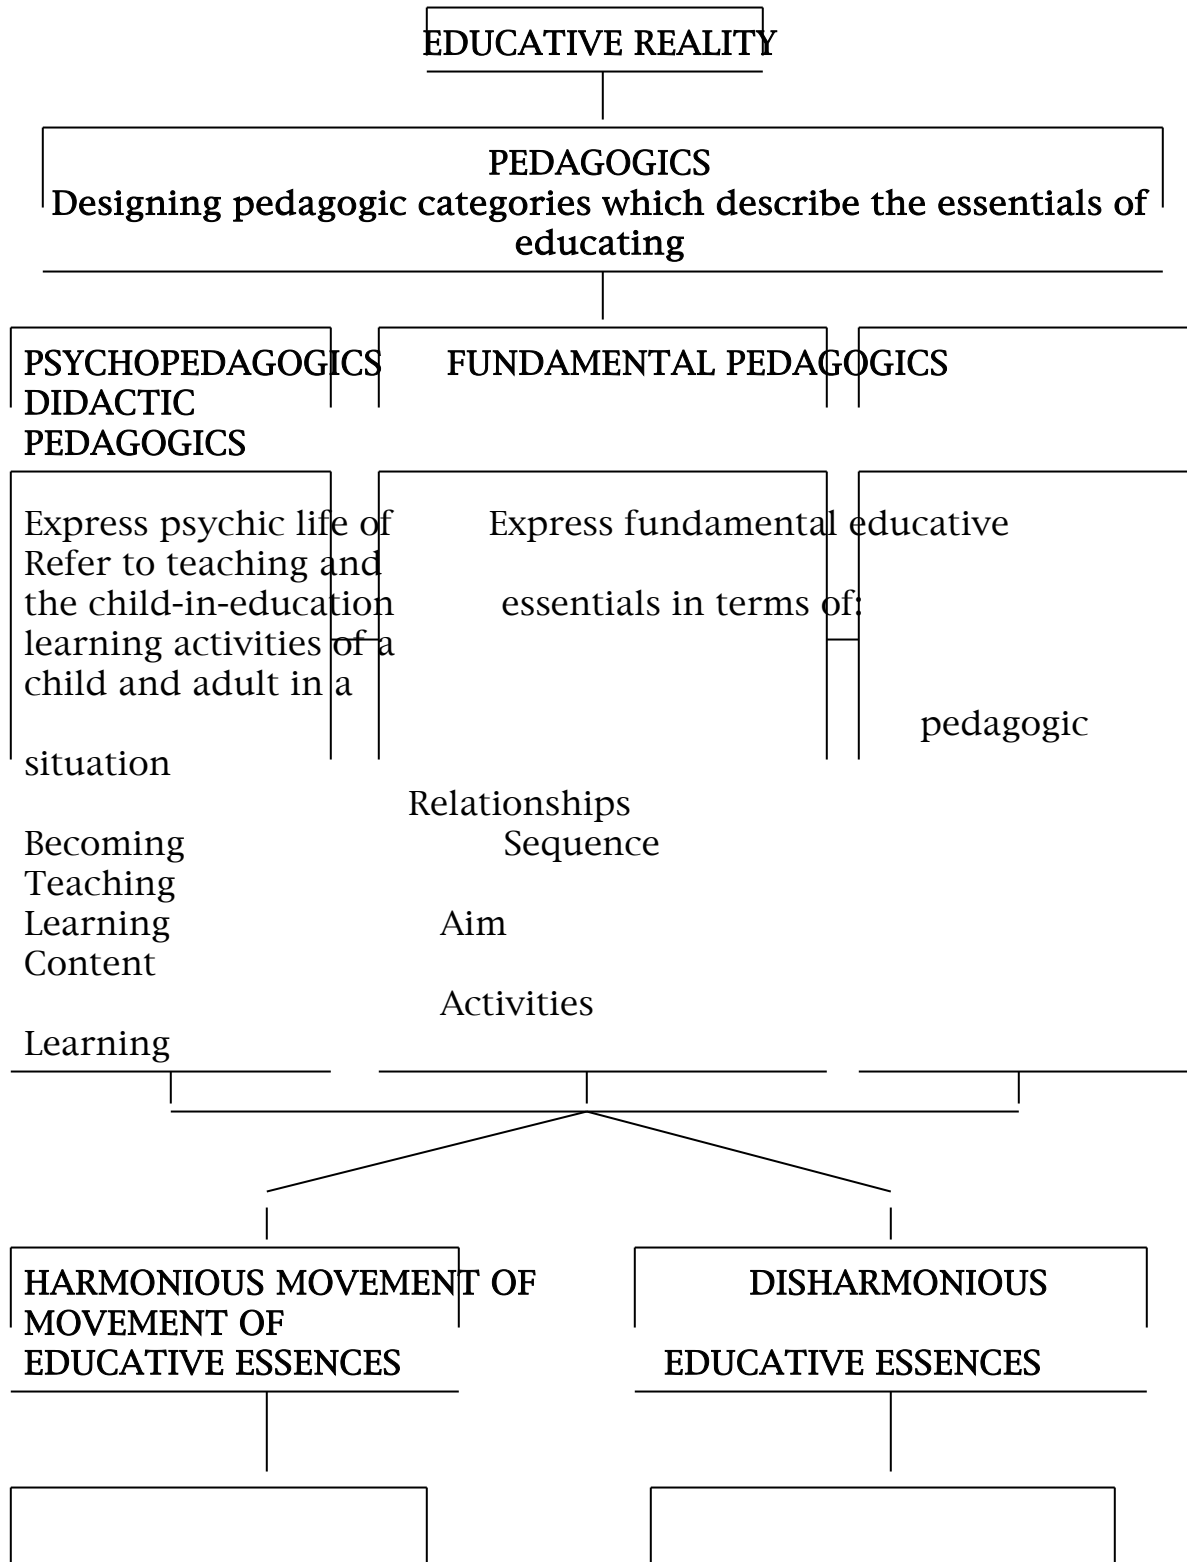 EDUCATIVE REALITY
PEDAGOGICS
Designing pedagogic categories which describe the essentials of
educating
PSYCHOPEDAGOGICS FUNDAMENTAL PEDAGOGICS
DIDACTIC
PEDAGOGICS
Express psychic life of Express fundamental educative
Refer to teaching and
the child-in-education essentials in terms of:
learning activities of a
child and adult in a
pedagogic
situation
Relationships
Becoming Sequence
Teaching
Learning Aim
Content
Activities
Learning
HARMONIOUS MOVEMENT OF DISHARMONIOUS
MOVEMENT OF
EDUCATIVE ESSENCES EDUCATIVE ESSENCES